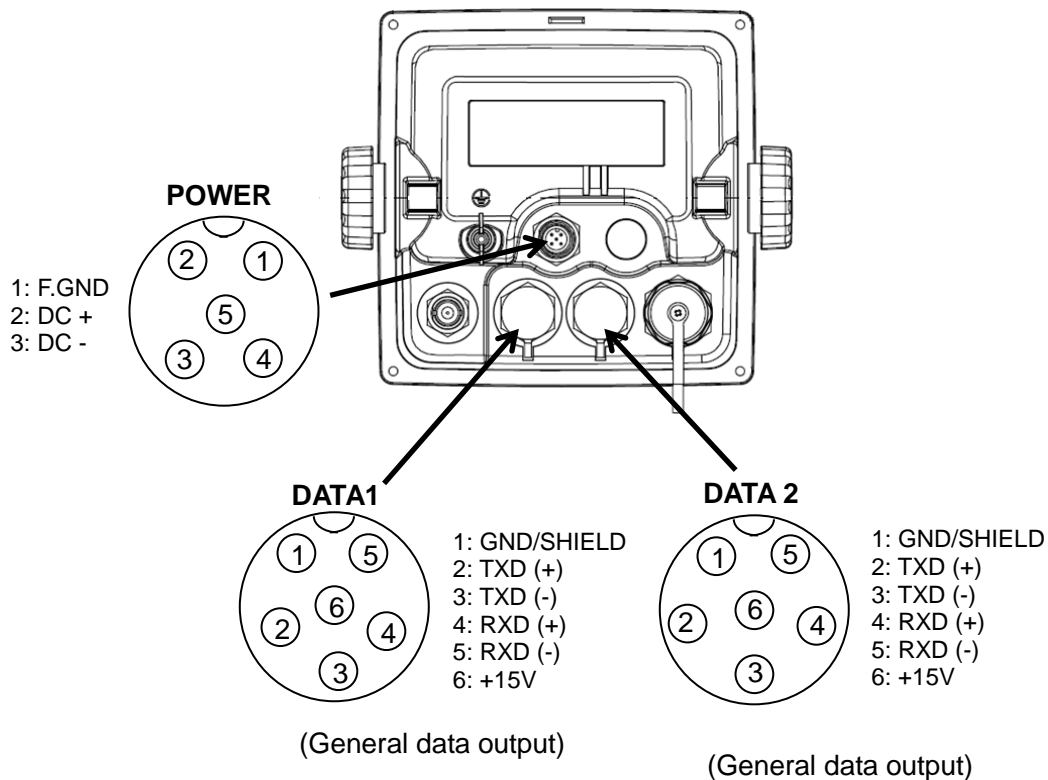 POWER
2
1
5
3
4
1: F.GND
2: DC +
3: DC -
DATA1
1
5
6
2
4
3
1: GND/SHIELD
2: TXD (+)
3: TXD (-)
4: RXD (+)
5: RXD (-)
6: +15V
(General data output)
DATA 2
1
5
6
2
4
3
1: GND/SHIELD
2: TXD (+)
3: TXD (-)
4: RXD (+)
5: RXD (-)
6: +15V
(General data output)